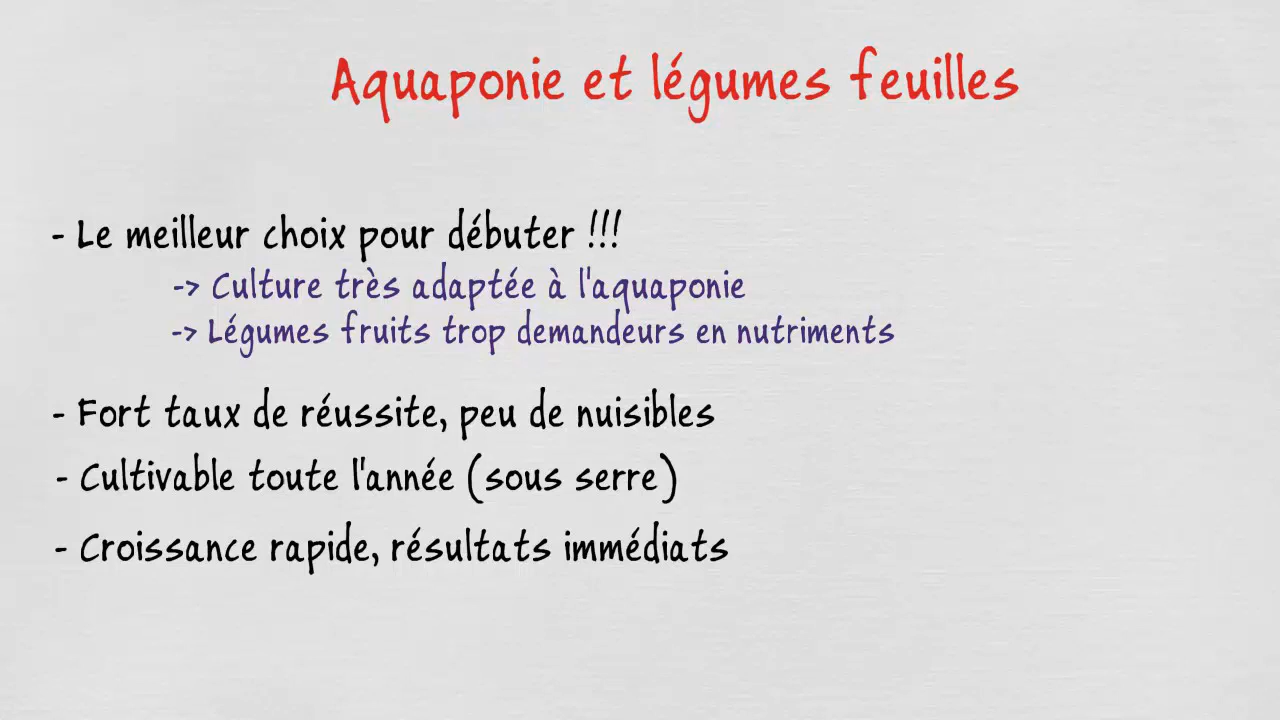 Aquaponie et légumes feuilles
- Le meilleur choix pour débuter !!!
-> Culture très adaptée à l'aquaponie
-> Légumes fruits trop demandeurs en nutriments
- Fort taux de réussite, peu de nuisibles
- Cultivable toute l'année (sous serre)
- Croissance rapide, résultats immédiats